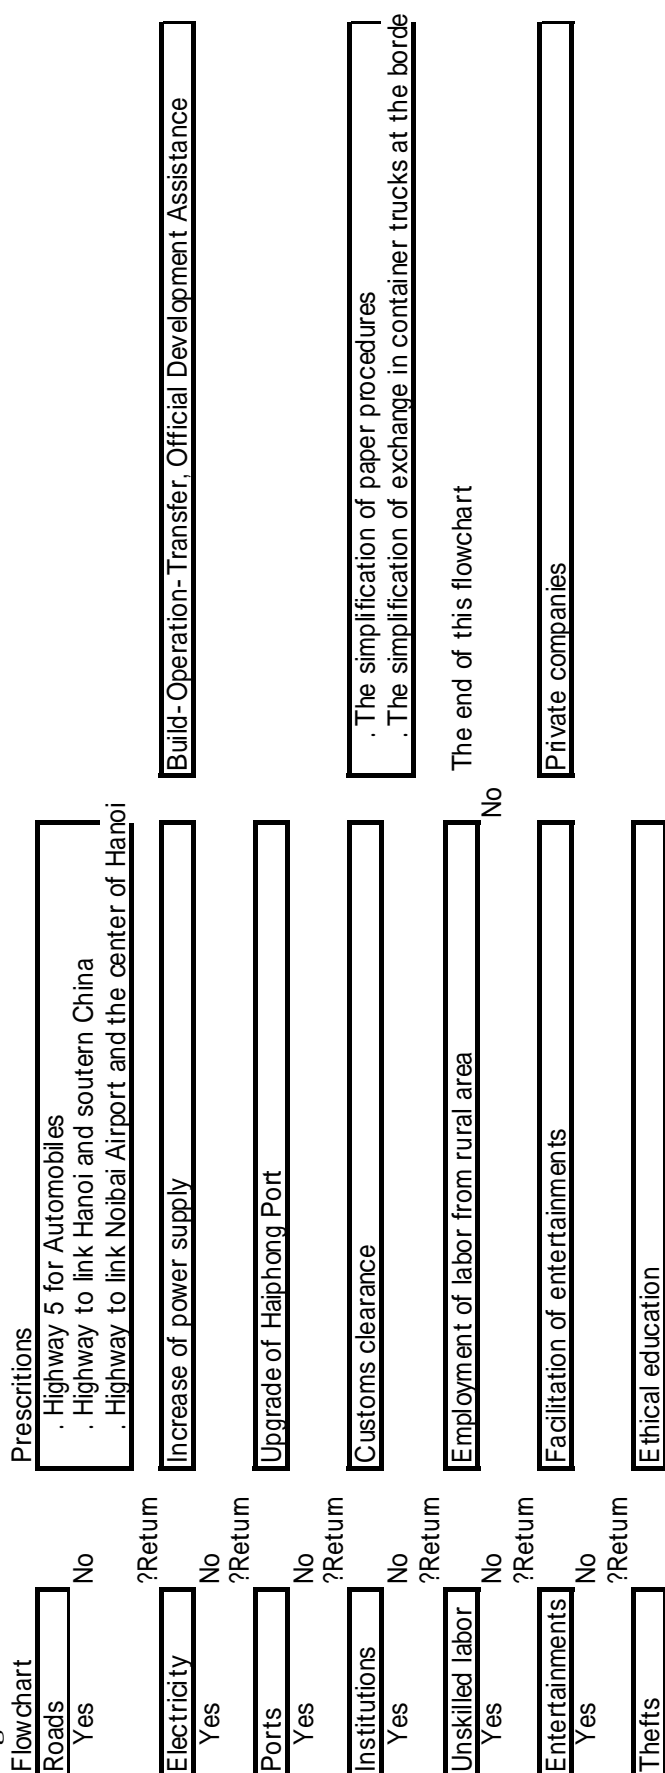 Flowchart Prescritions
Roads . Highway 5 for Automobiles
Yes No . Highway to link Hanoi and soutern China
. Highway to link Noibai Airport and the center of Hanoi
?Return
Electricity Increase of power supply Build-Operation-Transfer, Official Development Assistance
Yes No
?Return
Ports Upgrade of Haiphong Port
Yes No
?Return
Institutions Customs clearance . The simplification of paper procedures
Yes No . The simplification of exchange in container trucks at the borde
?Return
Unskilled labor Employment of labor from rural area The end of this flowchart
Yes No No
?Return
Entertainments Facilitation of entertainments Private companies
Yes No
?Return
Thefts Ethical education